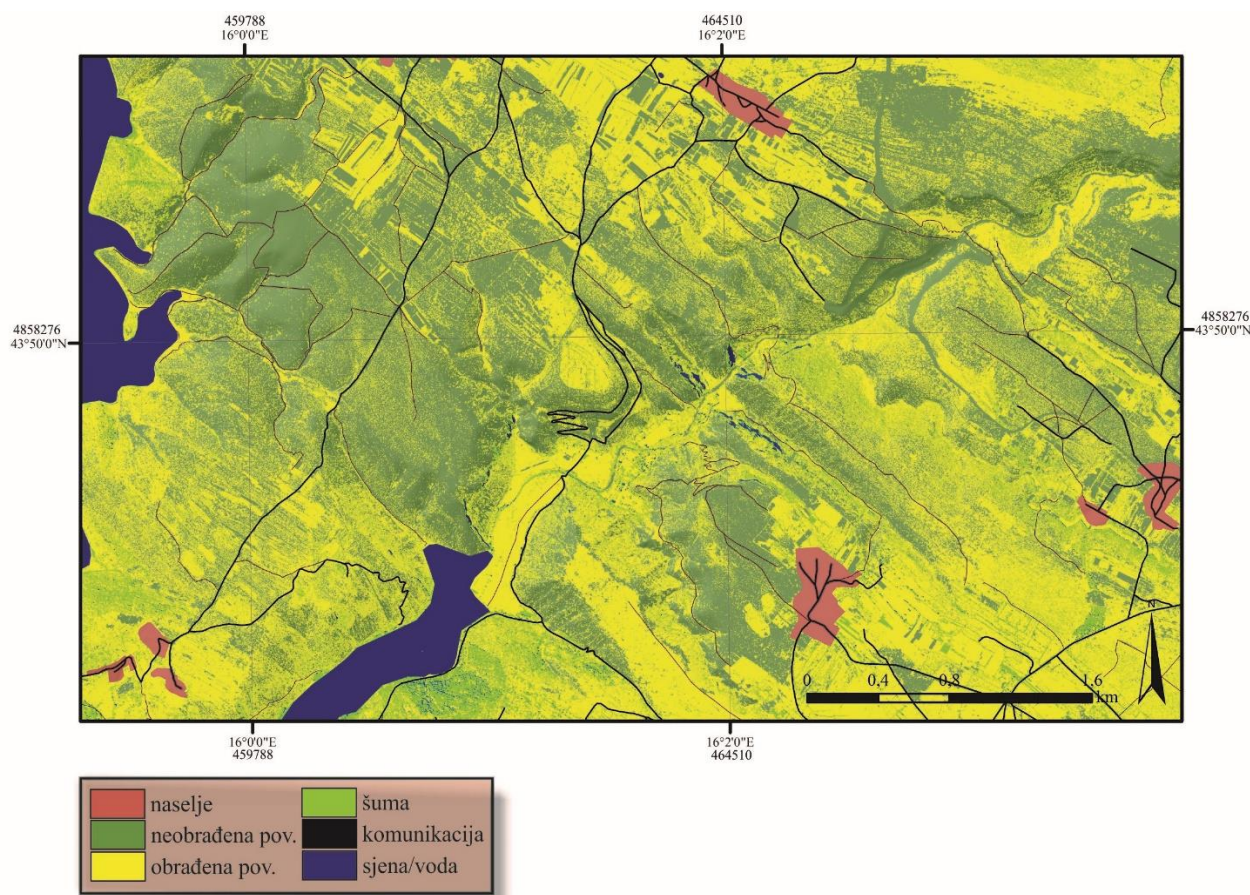 459788
16°0'0"E
464510
16°2'0"E
4858276
43°50'0"N
4858276
43°50'0"N
N
0 0,4 0,8 1,6
km
16°0'0"E
459788
16°2'0"E
464510
naselje
šuma
neobrađena pov.
komunikacija
obrađena pov.
sjena/voda